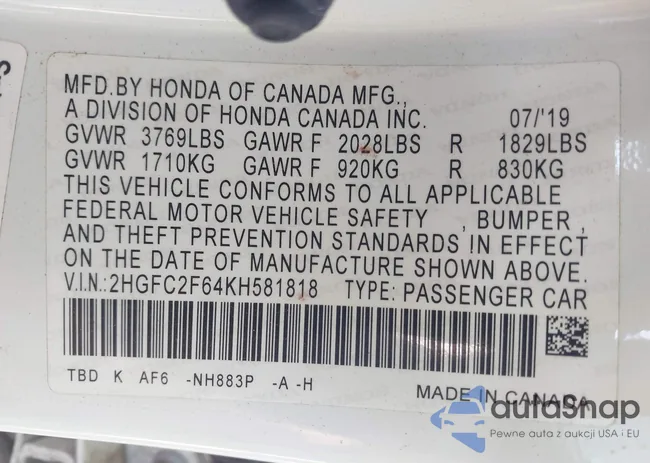 MFD.BY HONDA OF CANADA MFG.,
A DIVISION OF HONDA CANADA INC. 07/'19
GVWR 3769LBS GAWR F 2028LBS R 1829LBS
GVWR 1710KG GAWR F 920KG R 830KG
THIS VEHICLE CONFORMS TO ALL APPLICABLE
FEDERAL MOTOR VEHICLE SAFETY , BUMPER ,
AND THEFT PREVENTION STANDARDS IN EFFECT
ON THE DATE OF MANUFACTURE SHOWN ABOVE.
V.I.N.:2HGFC2F64KH581818 TYPE: PASSENGER CAR
TBD K AF6 -NH883P -A -H
MADE IN CANADA
autaSnap
Pewne auta z aukcji USA i EU